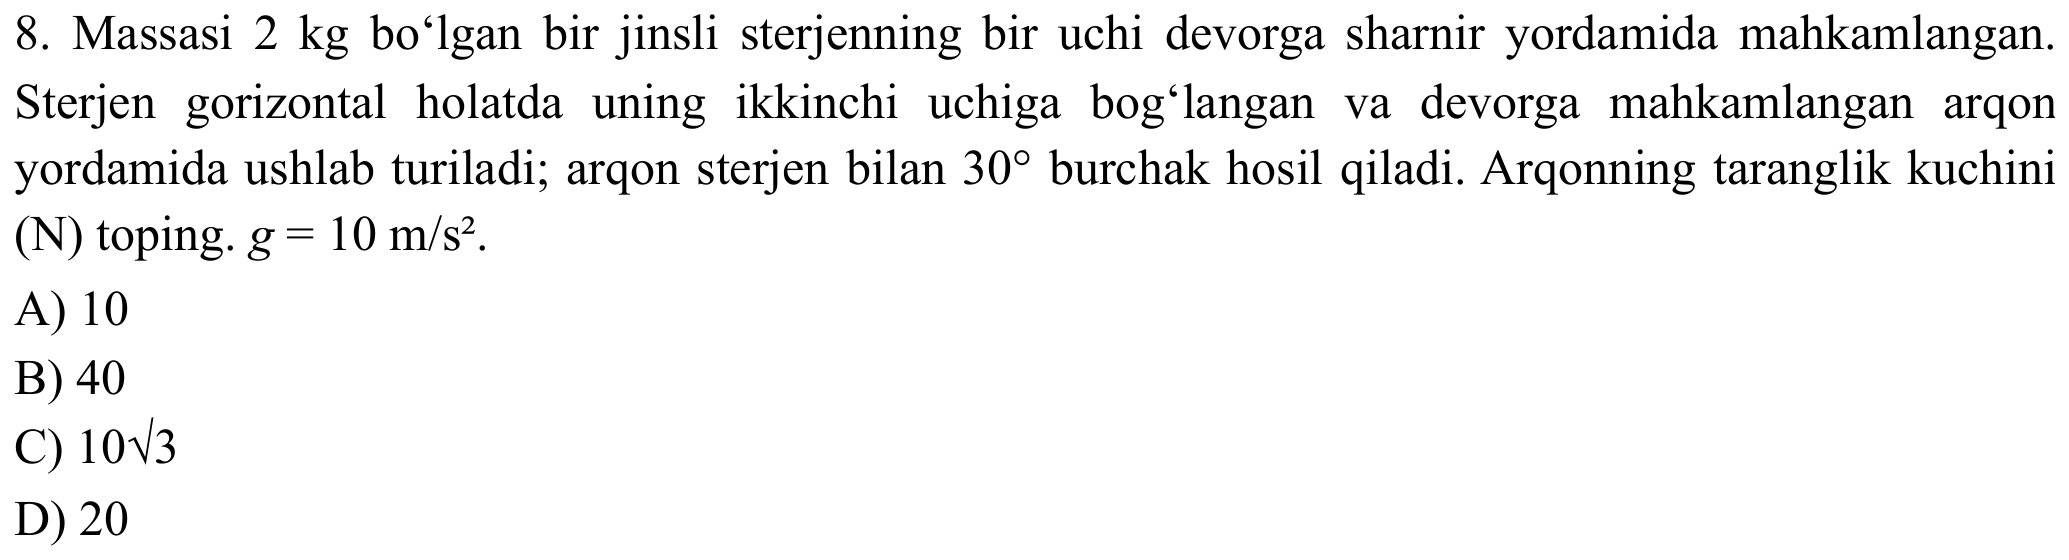 8. Massasi 2 kg bo‘lgan bir jinsli sterjenning bir uchi devorga sharnir yordamida mahkamlangan.
Sterjen gorizontal holatda uning ikkinchi uchiga bog‘langan va devorga mahkamlangan arqon
yordamida ushlab turiladi; arqon sterjen bilan 30° burchak hosil qiladi. Arqonning taranglik kuchini
(N) toping. g = 10 m/s².
A) 10
B) 40
C) 10√3
D) 20